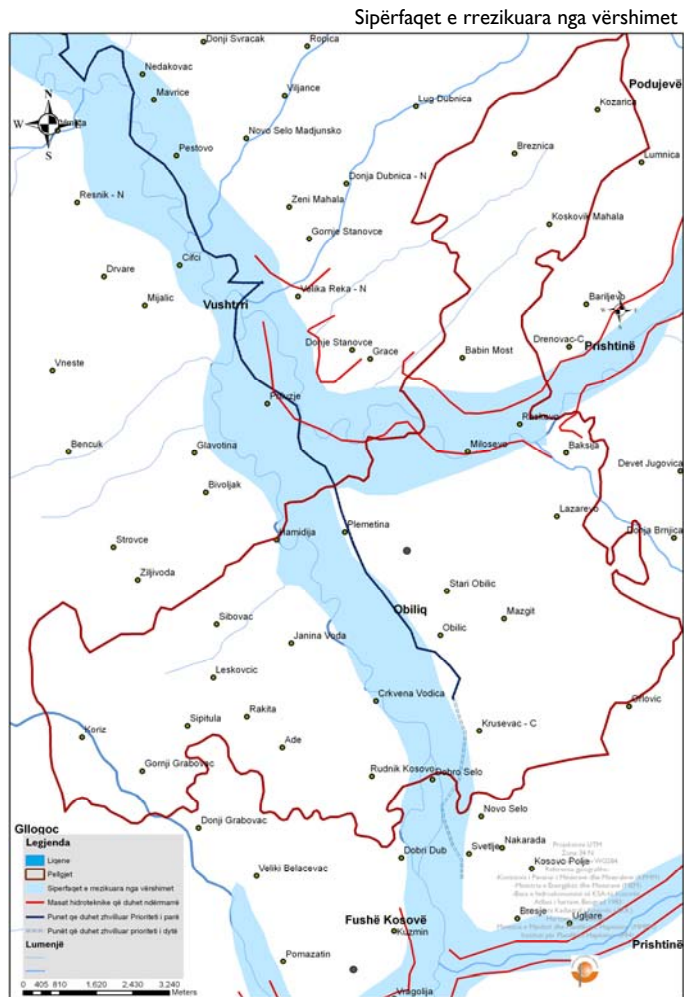 Sipërfaqet e rrezikuara nga vërshimet
Donji Svracak
Ropica
Nedakovac
Podujevë
Mavrice
Viljance
Lug Dubnica
Kozarica
N
W
E
S
Novo Selo Madjunsko
Pestovo
Breznica
Lumnica
Donja Dubnica - N
Resnik - N
Zeni Mahala
Koskovik Mahala
Gornje Stanovce
Cifci
Drvare
Velika Reka - N
Mijalic
Vushtrri
Bariljevo
Donje Stanovce
Grace
Babin Most
Drenovac-C
Prishtinë
Vneste
Bencuk
Glavotina
Milosevo
Baksija
Devet Jugovica
Bivoljak
Lazarevo
Plemetina
Hamidija
Donja Brnjica
Strovce
Ziljivoda
Stari Obilic
Obiliq
Mazgit
Sibovac
Obilic
Janina Voda
Leskovcic
Crkvena Vodica
Orlovic
Rakita
Sipitula
Krusevac - C
Koriz
Ade
Gornji Grabovac
Rudnik Kosovo
Dobro Selo
Novo Selo
Donji Grabovac
Gllogoc
Nakarada
Dobri Dub
Svetlje
Kosovo Polje
Veliki Belacevac
Bresje
Ugljare
Fushë Kosovë
Kuzmin
Prishtinë
Pomazatin
Vragolija
Legjenda
Liqene
Pellgjet
Siperfaqet e rrezikuara nga vërshimet
Masat hidroteknike që duhet ndërmarrë
Punet qe duhet zhvilluar Prioriteti i parë
Punët që duhet zhvilluar prioriteti i dytë
Lumenjë
0 405 810 1,620 2,430 3,240
Meters
Projeksioni UTM
Zona 34 N